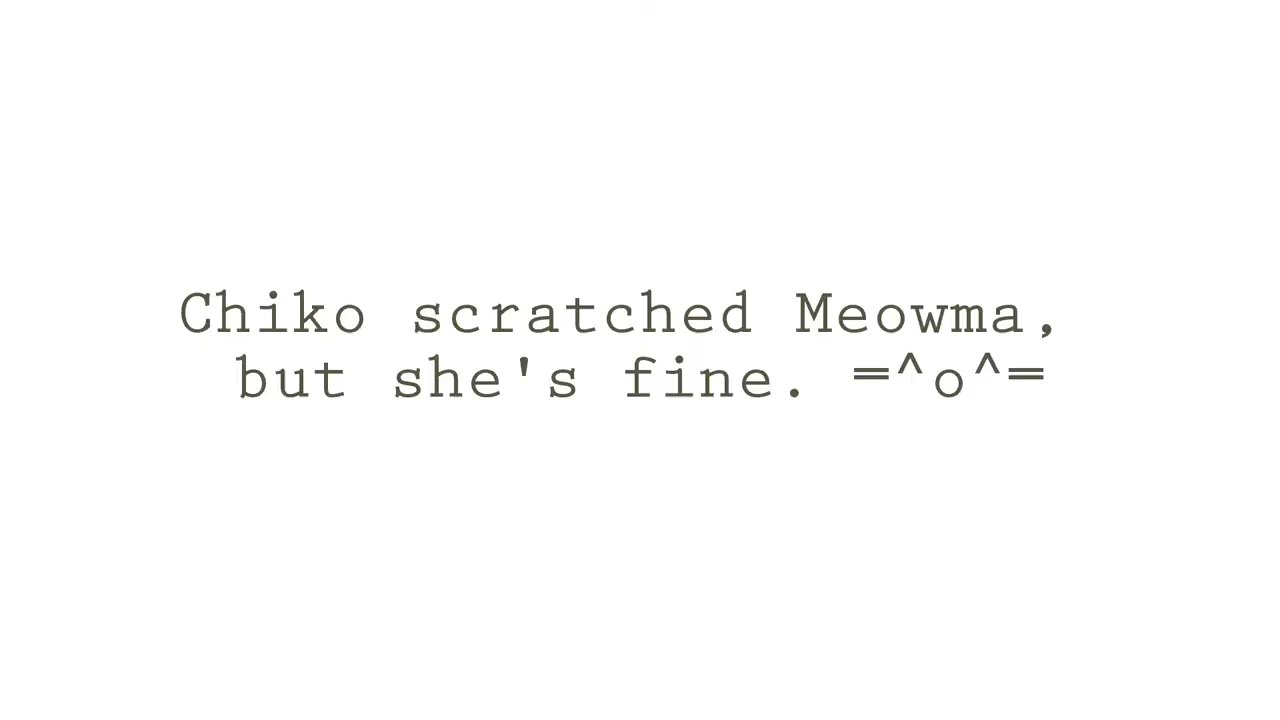 Chiko scratched Meowma,
but she's fine. =^o^=